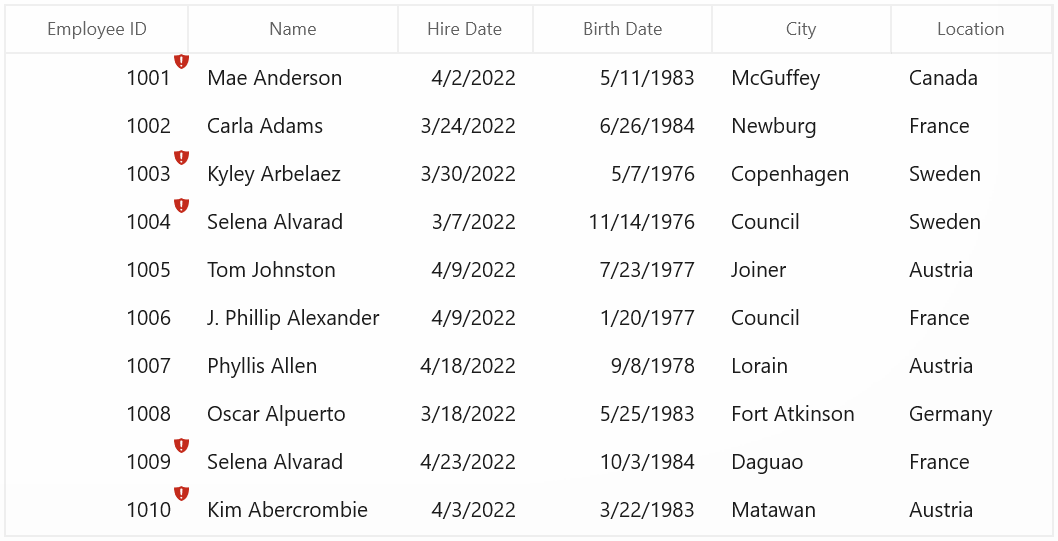 Employee ID Name Hire Date Birth Date City Location
1001 Mae Anderson 4/2/2022 5/11/1983 McGuffey Canada
1002 Carla Adams 3/24/2022 6/26/1984 Newburg France
1003 Kyley Arbelaez 3/30/2022 5/7/1976 Copenhagen Sweden
1004 Selena Alvarad 3/7/2022 11/14/1976 Council Sweden
1005 Tom Johnston 4/9/2022 7/23/1977 Joiner Austria
1006 J. Phillip Alexander 4/9/2022 1/20/1977 Council France
1007 Phyllis Allen 4/18/2022 9/8/1978 Lorain Austria
1008 Oscar Alpuerto 3/18/2022 5/25/1983 Fort Atkinson Germany
1009 Selena Alvarad 4/23/2022 10/3/1984 Daguao France
1010 Kim Abercrombie 4/3/2022 3/22/1983 Matawan Austria